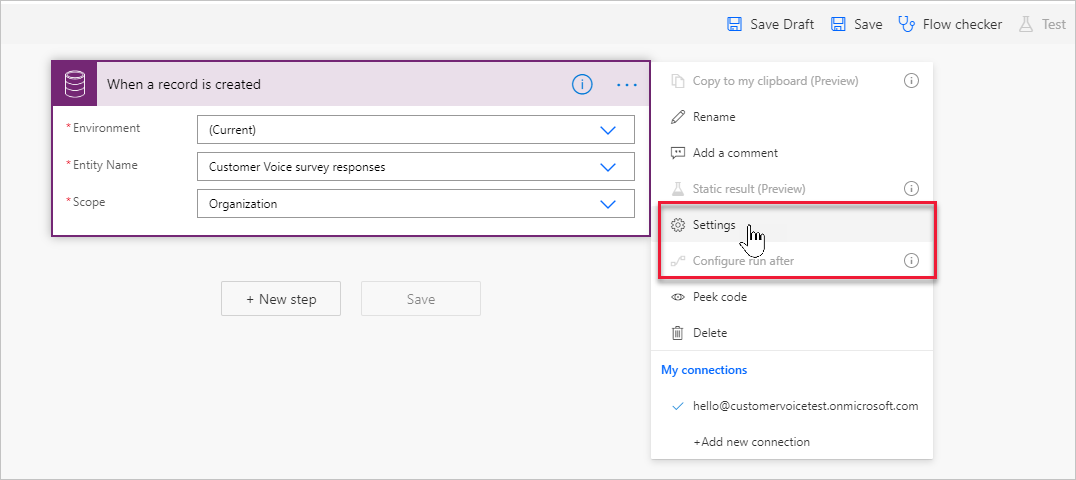 Save Draft
Save
Flow checker
Test
When a record is created
* Environment
(Current)
* Entity Name
Customer Voice survey responses
* Scope
Organization
+ New step
Save
Copy to my clipboard (Preview)
Rename
Add a comment
Static result (Preview)
Settings
Configure run after
Peek code
Delete
My connections
hello@customervoicetest.onmicrosoft.com
+Add new connection